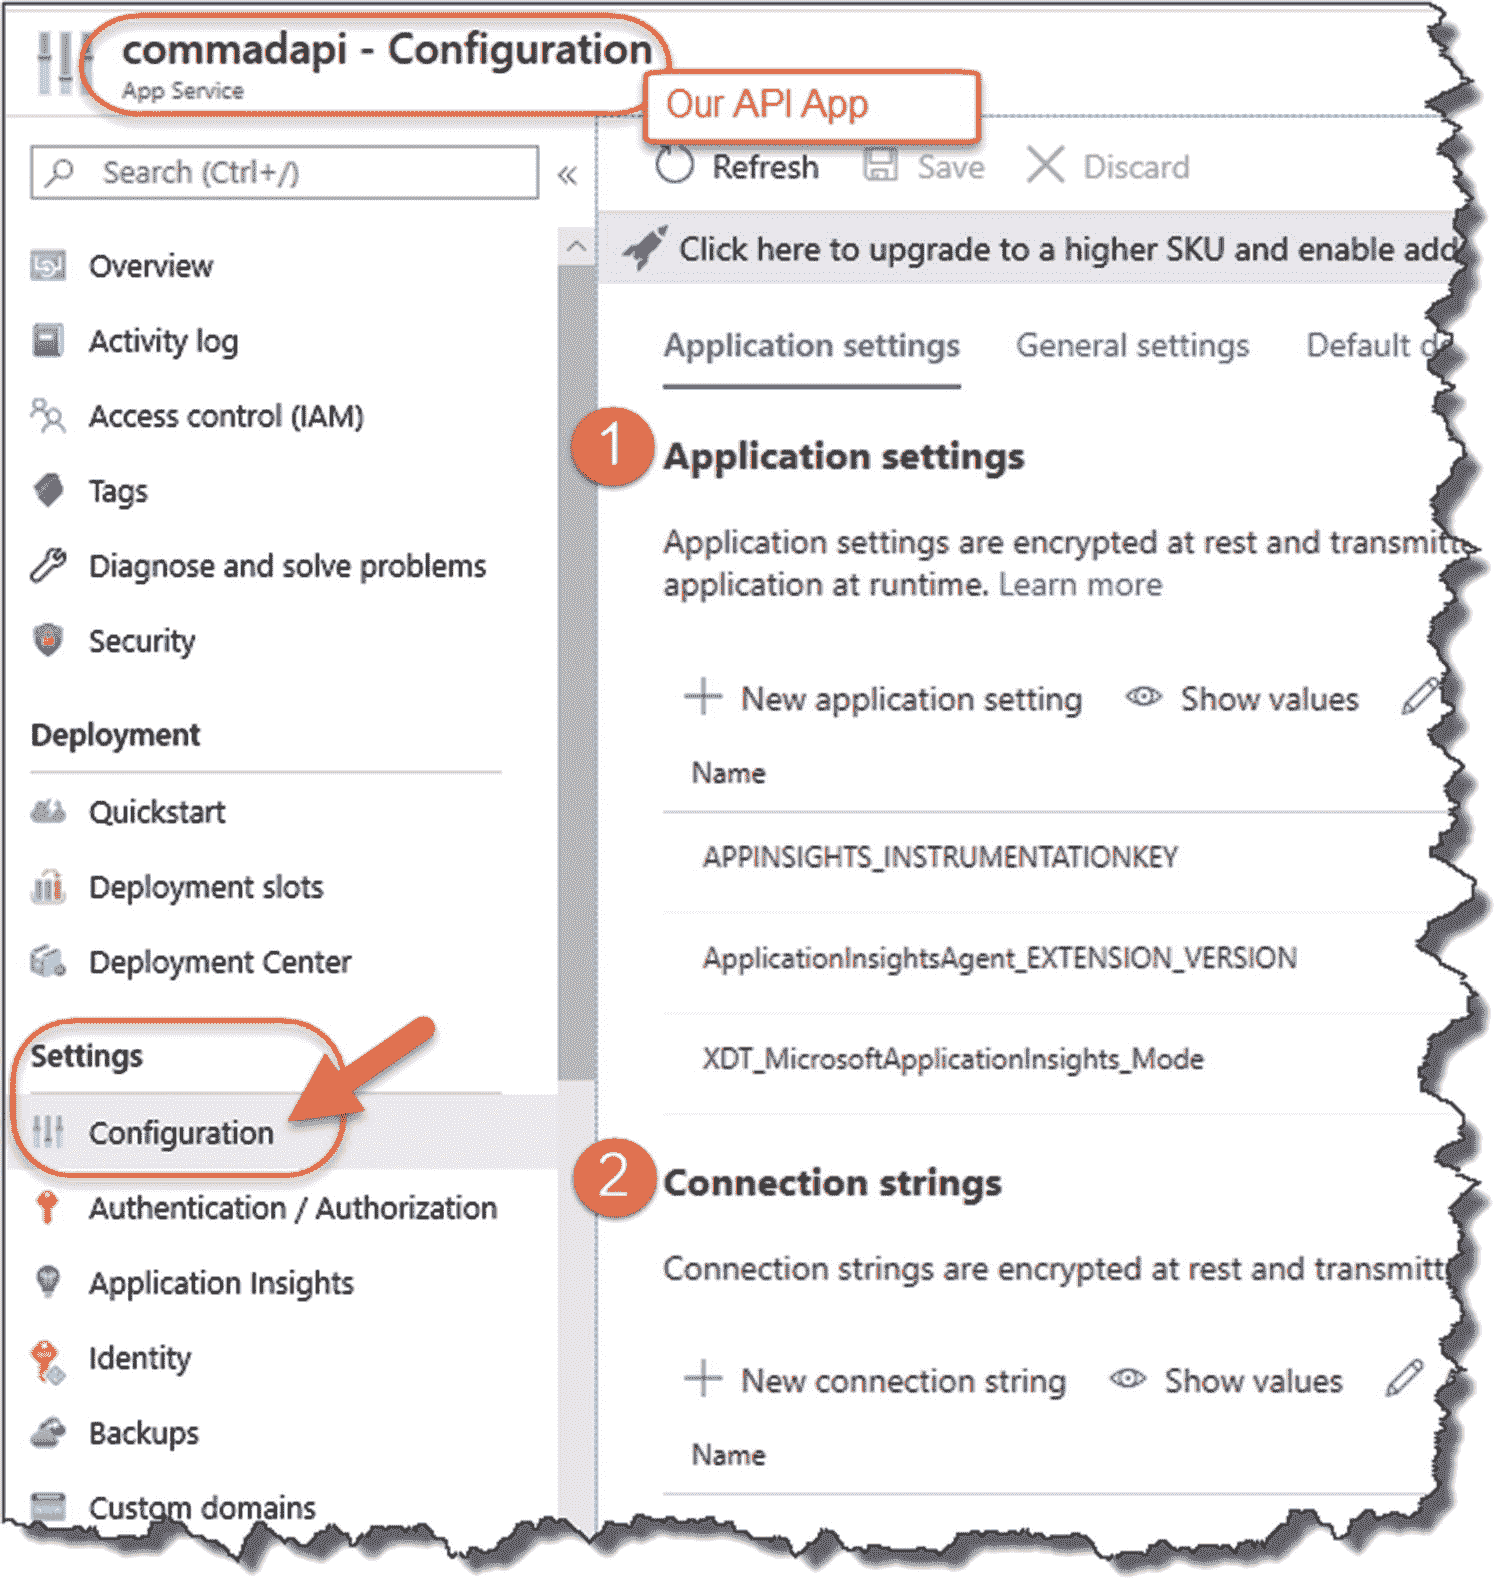 commadapi - Configuration
App Service
Our API App
Search (Ctrl+/)
«
Refresh
Save
Discard
Click here to upgrade to a higher SKU and enable add
Overview
Activity log
Access control (IAM)
Tags
Diagnose and solve problems
Security
Deployment
Quickstart
Deployment slots
Deployment Center
Settings
Configuration
Authentication / Authorization
Application Insights
Identity
Backups
Custom domains
Application settings
General settings
Default
1
Application settings
Application settings are encrypted at rest and transmitte
application at runtime. Learn more
New application setting
Show values
Name
APPINSIGHTS_INSTRUMENTATIONKEY
ApplicationInsightsAgent_EXTENSION_VERSION
XDT_MicrosoftApplicationInsights_Mode
2
Connection strings
Connection strings are encrypted at rest and transmitt
New connection string
Show values
Name